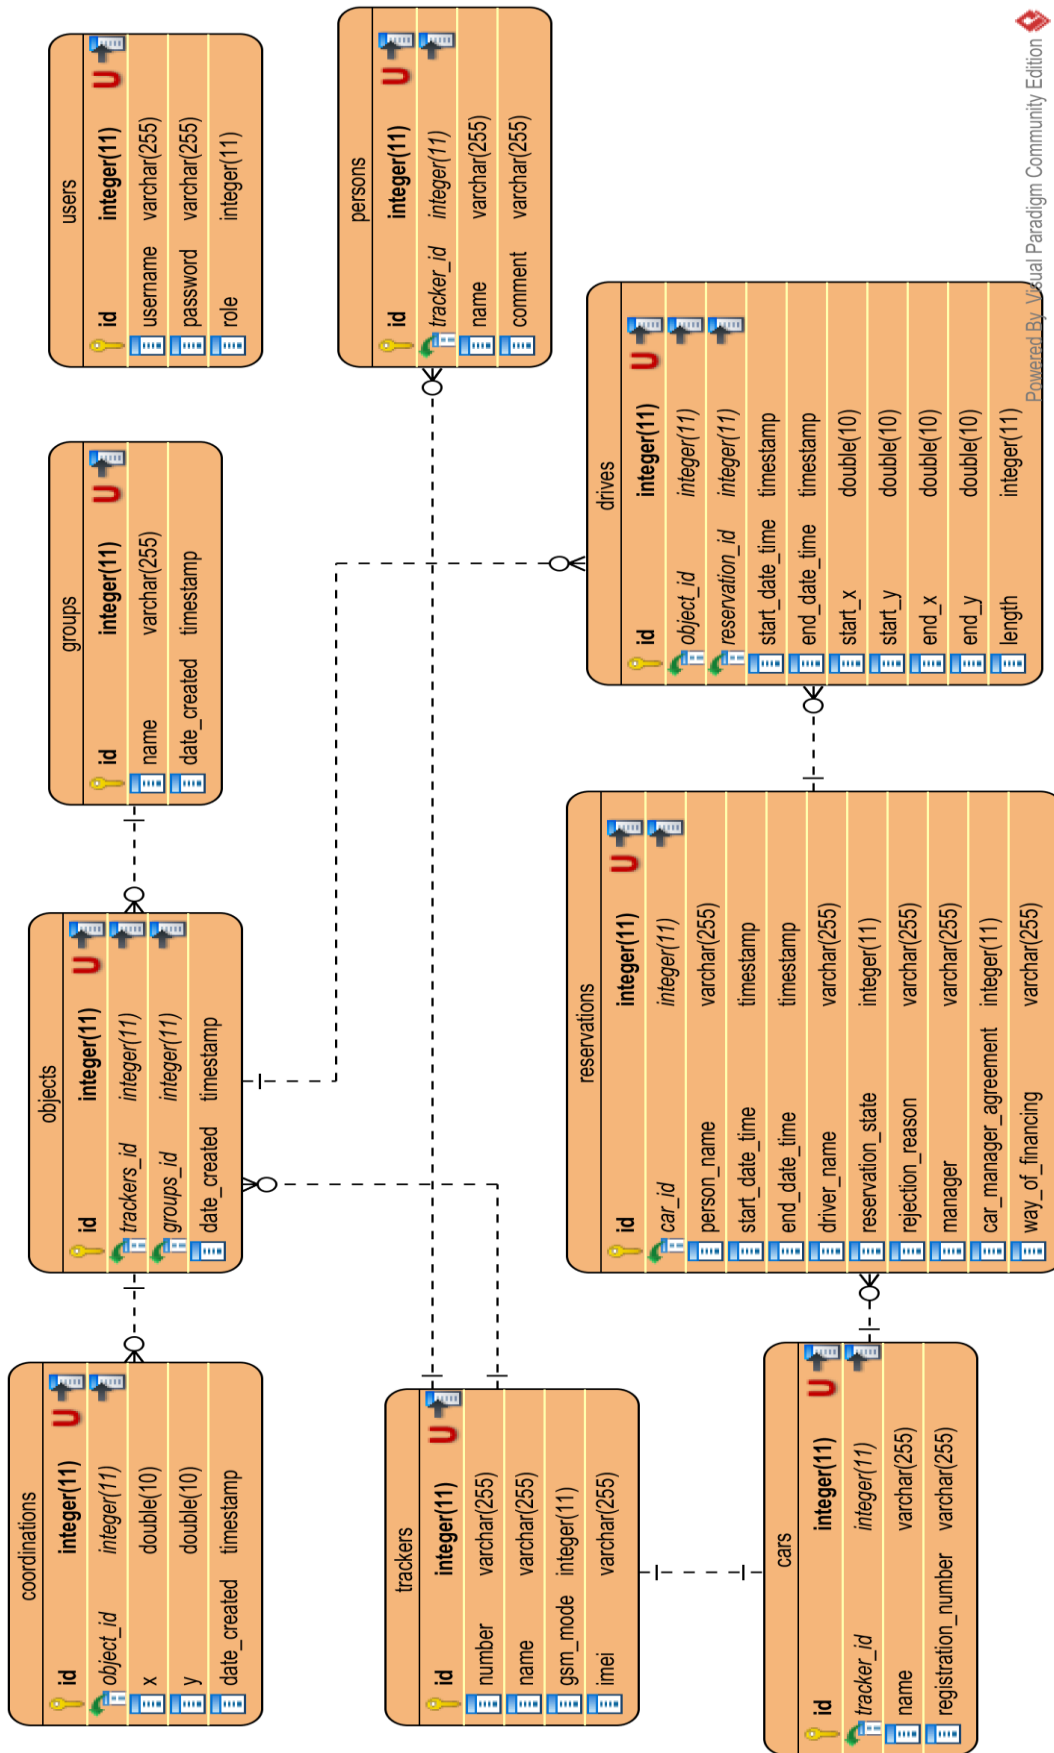 coordinations
id integer(11) U
object_id integer(11)
x double(10)
y double(10)
date_created timestamp
objects
id integer(11) U
trackers_id integer(11)
groups_id integer(11)
date_created timestamp
groups
id integer(11) U
name varchar(255)
date_created timestamp
users
id integer(11) U
username varchar(255)
password varchar(255)
role integer(11)
trackers
id integer(11) U
number varchar(255)
name varchar(255)
gsm_mode integer(11)
imei varchar(255)
persons
id integer(11) U
tracker_id integer(11)
name varchar(255)
comment varchar(255)
cars
id integer(11) U
tracker_id integer(11)
name varchar(255)
registration_number varchar(255)
reservations
id integer(11) U
car_id integer(11)
person_name varchar(255)
start_date_time timestamp
end_date_time timestamp
driver_name varchar(255)
reservation_state integer(11)
rejection_reason varchar(255)
manager varchar(255)
car_manager_agreement integer(11)
way_of_financing varchar(255)
drives
id integer(11) U
object_id integer(11)
reservation_id integer(11)
start_date_time timestamp
end_date_time timestamp
start_x double(10)
start_y double(10)
end_x double(10)
end_y double(10)
length integer(11)
Powered By Visual Paradigm Community Edition